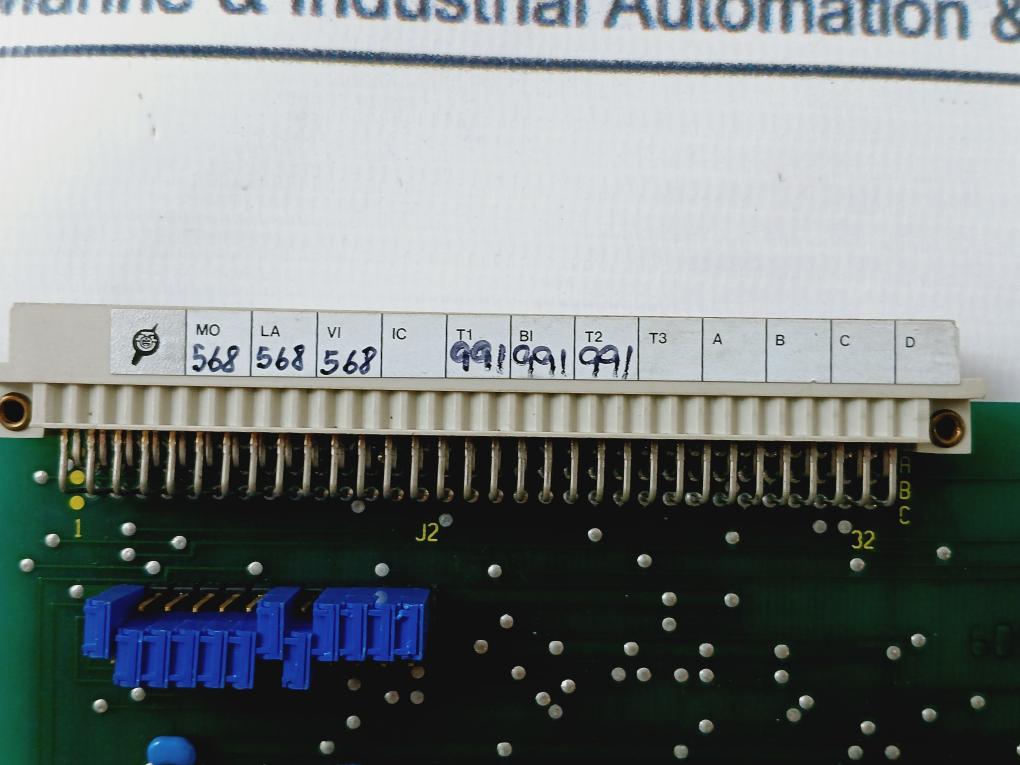 Marine & Industrial Automation &
MO LA VI IC T1 BI T2 T3 A B C D
568 568 568 991 991 991
A
B
C
1 J2 32